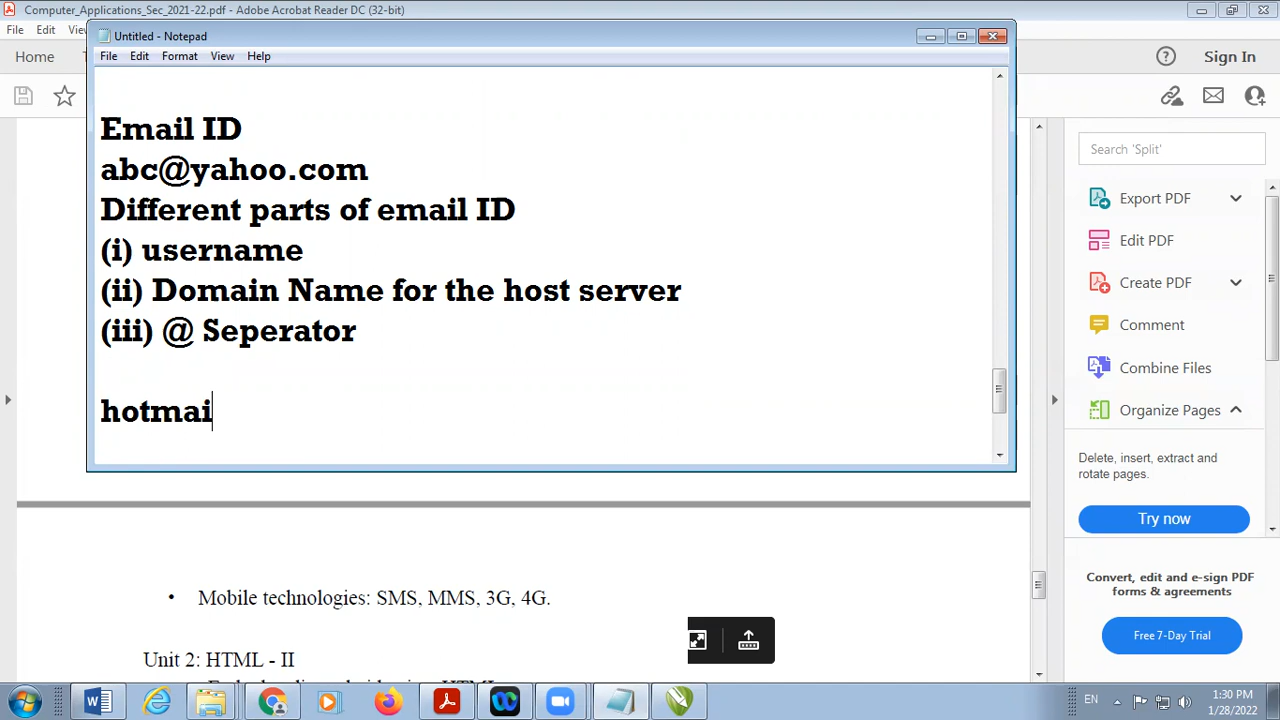 Computer_Applications_Sec_2021-22.pdf - Adobe Acrobat Reader DC (32-bit)
File Edit
Home
Sign In
Untitled - Notepad
File Edit Format View Help
Email ID
abc@yahoo.com
Different parts of email ID
(i) username
(ii) Domain Name for the host server
(iii) @ Seperator
hotmai
• Mobile technologies: SMS, MMS, 3G, 4G.
Unit 2: HTML - II
Search 'Split'
Export PDF
Edit PDF
Create PDF
Comment
Combine Files
Organize Pages
Delete, insert, extract and
rotate pages.
Try now
Convert, edit and e-sign PDF
forms & agreements
Free 7-Day Trial
EN
1:30 PM
1/28/2022